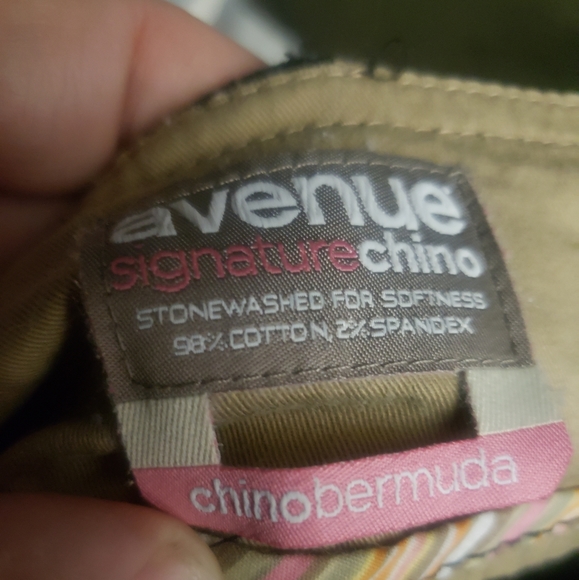 avenue
signaturechino
STONEWASHED FOR SOFTNESS
98% COTTON, 2% SPANDEX
chinobermuda